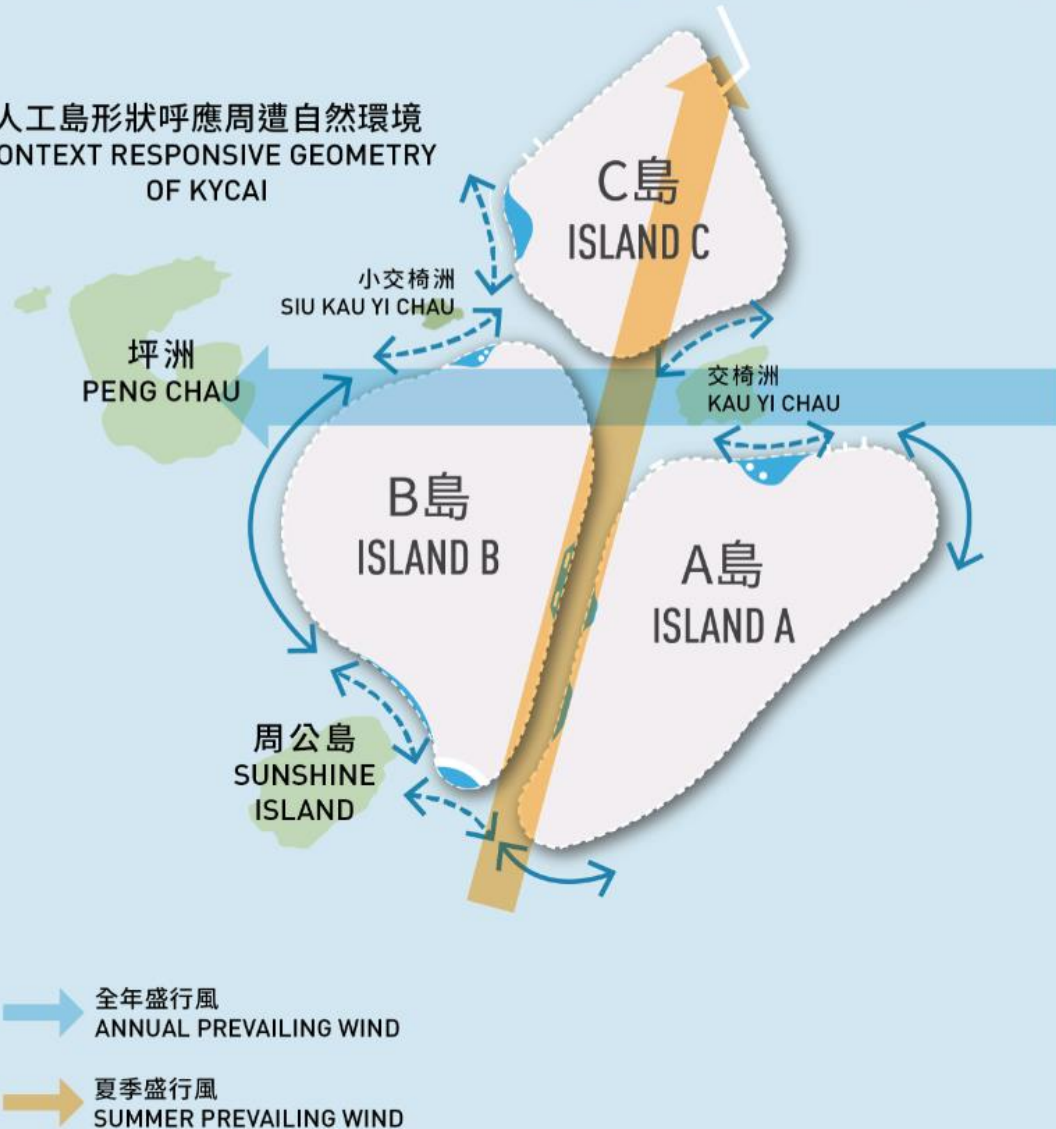 人工島形狀呼應周遭自然環境
ONTEXT RESPONSIVE GEOMETRY
OF KYCAI
C島
ISLAND C
小交椅洲
SIU KAU YI CHAU
坪洲
PENG CHAU
交椅洲
KAU YI CHAU
B島
ISLAND B
A島
ISLAND A
周公島
SUNSHINE
ISLAND
全年盛行風
ANNUAL PREVAILING WIND
夏季盛行風
SUMMER PREVAILING WIND